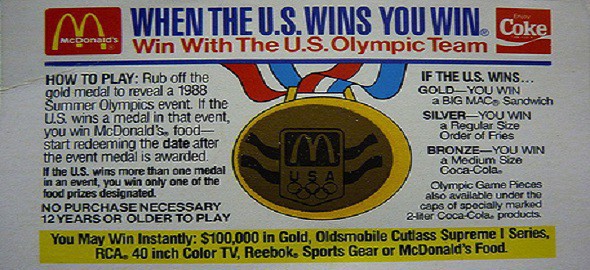 McDonald's®
WHEN THE U.S. WINS YOU WIN®
Win With The U.S. Olympic Team
Enjoy
Coke
HOW TO PLAY: Rub off the
gold medal to reveal a 1988
Summer Olympics event. If the
U.S. wins a medal in that event,
you win McDonald's® food—
start redeeming the date after
the event medal is awarded.
If the U.S. wins more than one medal
in an event, you win only one of the
food prizes designated.
NO PURCHASE NECESSARY
12 YEARS OR OLDER TO PLAY
M
USA
IF THE U.S. WINS...
GOLD—YOU WIN
a BIG MAC® Sandwich
SILVER—YOU WIN
a Regular Size
Order of Fries
BRONZE—YOU WIN
a Medium Size
Coca-Cola®
Olympic Game Pieces
also available under the
caps of specially marked
2-liter Coca-Cola® products.
You May Win Instantly: $100,000 in Gold, Oldsmobile Cutlass Supreme I Series,
RCA® 40 inch Color TV, Reebok® Sports Gear or McDonald's Food.